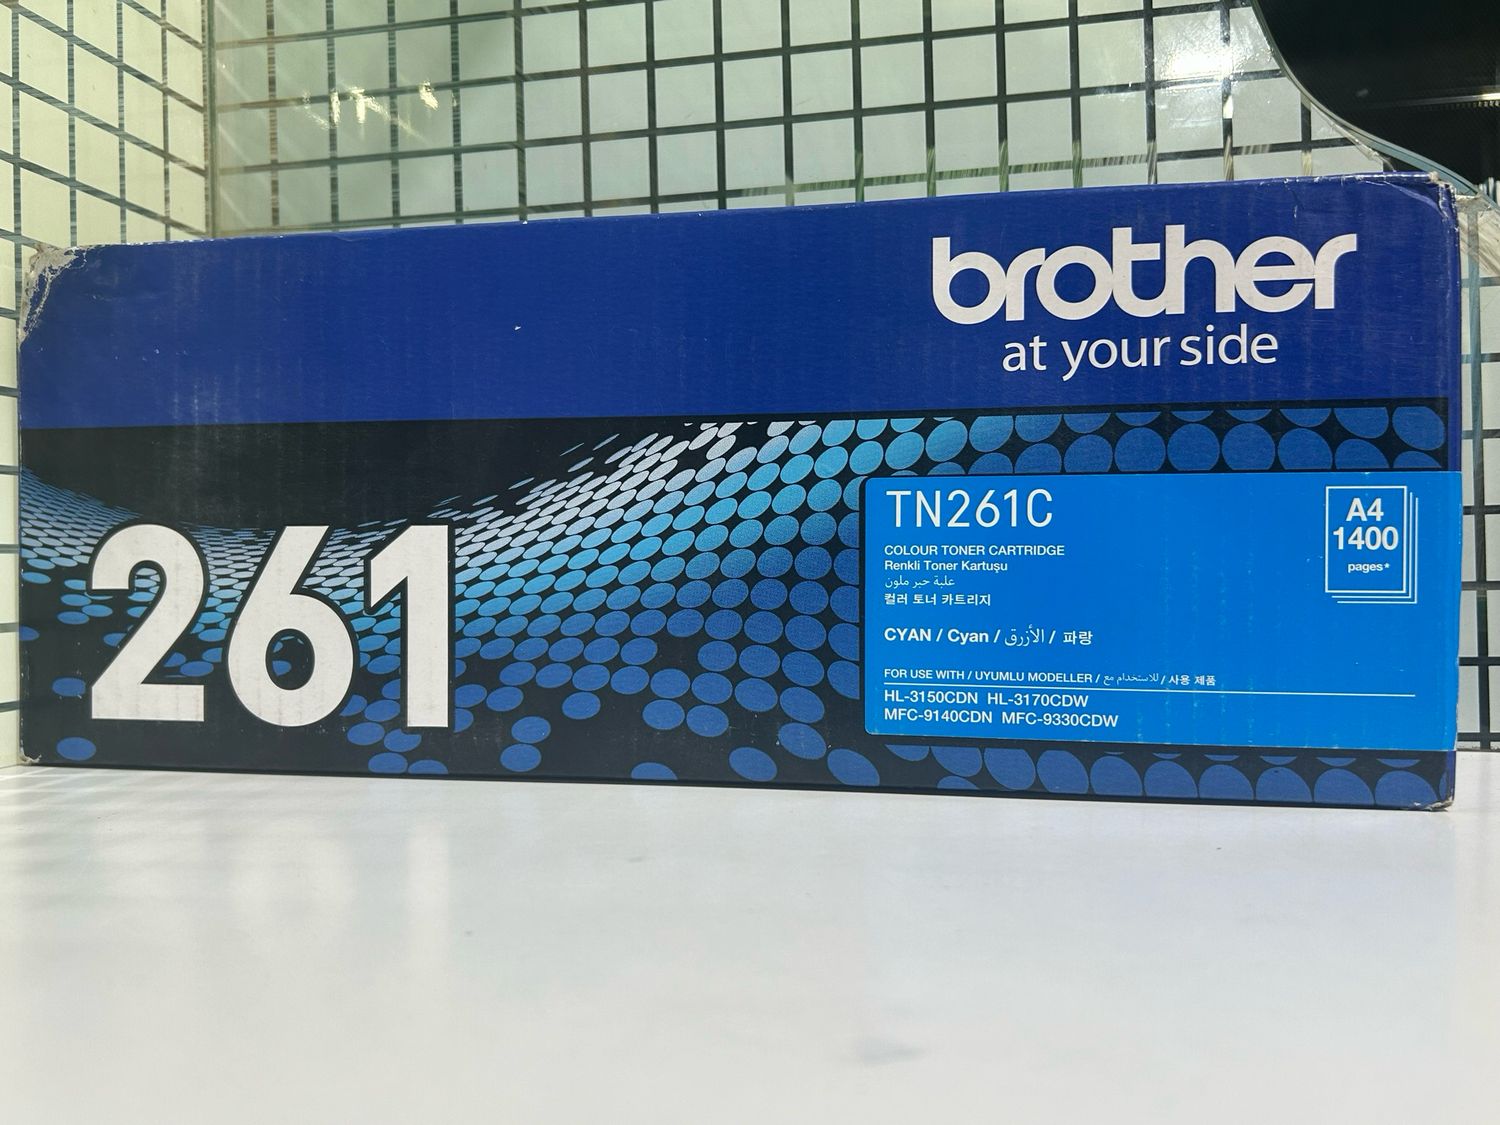 brother
at your side
261
TN261C
COLOUR TONER CARTRIDGE
Renkli Toner Kartuşu
علبة حبر ملون
컬러 토너 카트리지
CYAN / Cyan / الأزرق / 파랑
FOR USE WITH / UYUMLU MODELLER / للاستخدام مع / 사용 제품
HL-3150CDN HL-3170CDW
MFC-9140CDN MFC-9330CDW
A4
1400
pages*